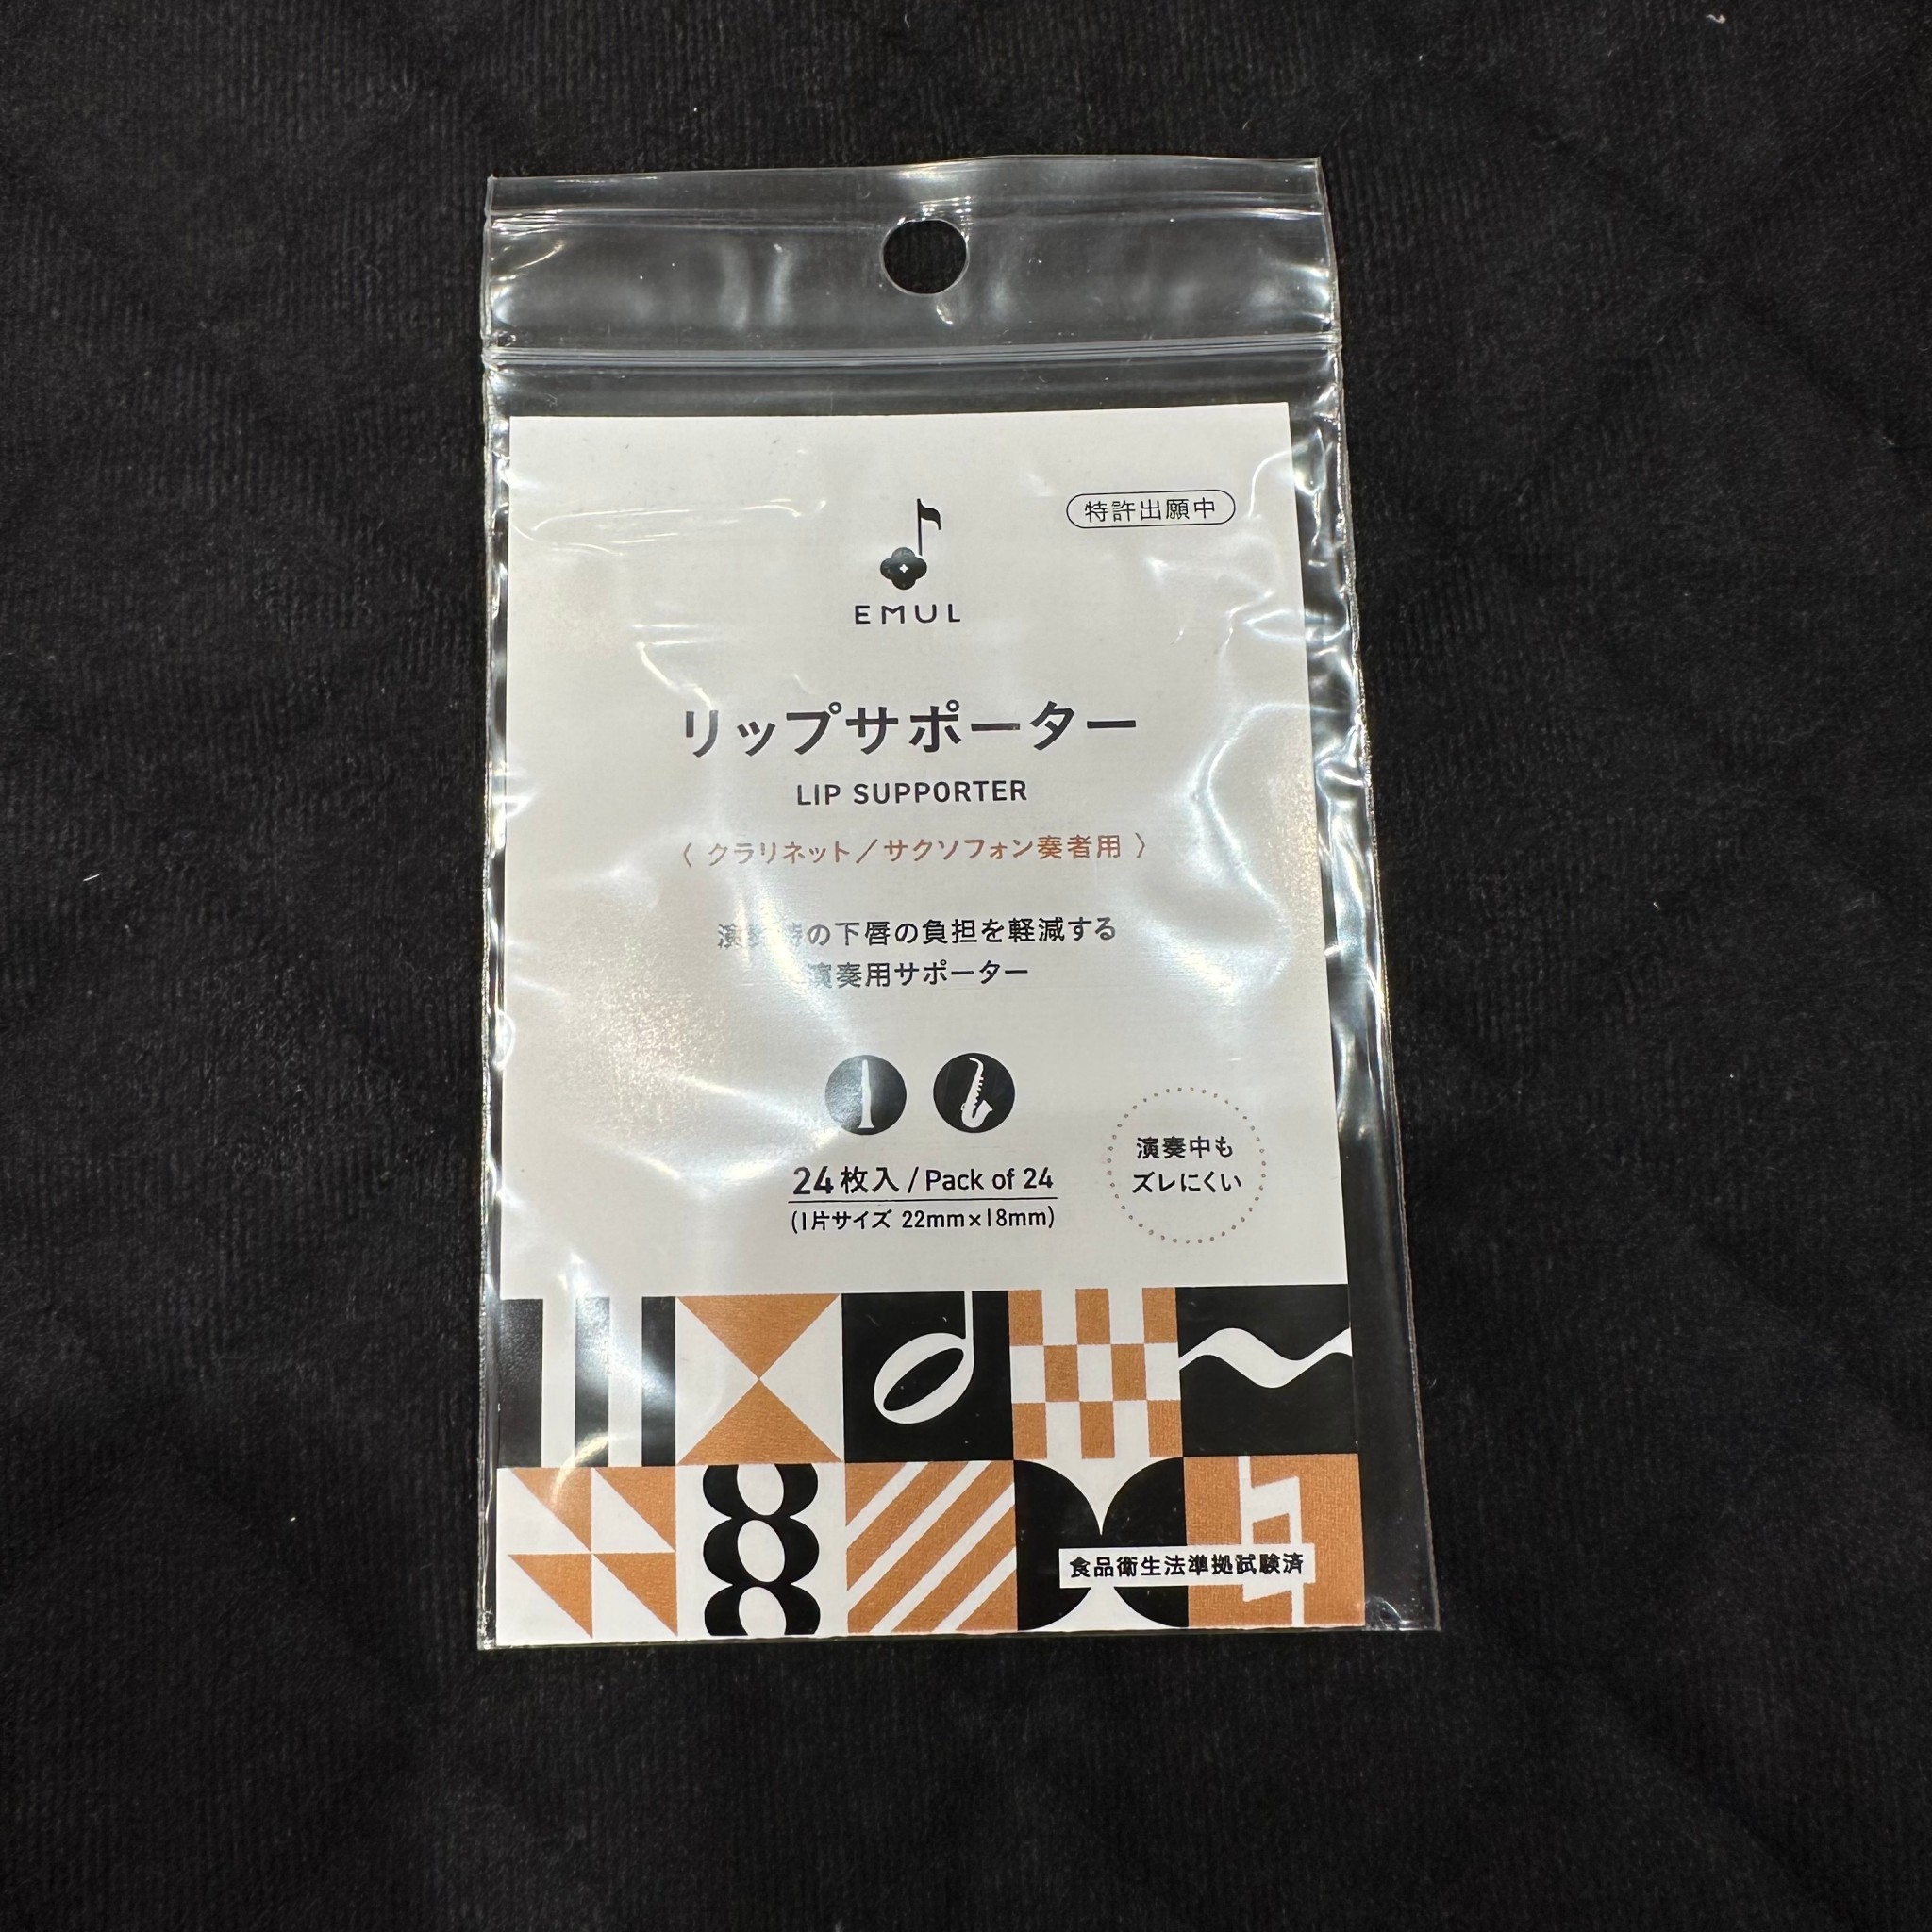 特許出願中
EMUL
リップサポーター
LIP SUPPORTER
〈 クラリネット／サクソフォン奏者用 〉
演奏時の下唇の負担を軽減する
演奏用サポーター
24枚入 / Pack of 24
(1片サイズ 22mm×18mm)
演奏中も
ズレにくい
食品衛生法準拠試験済